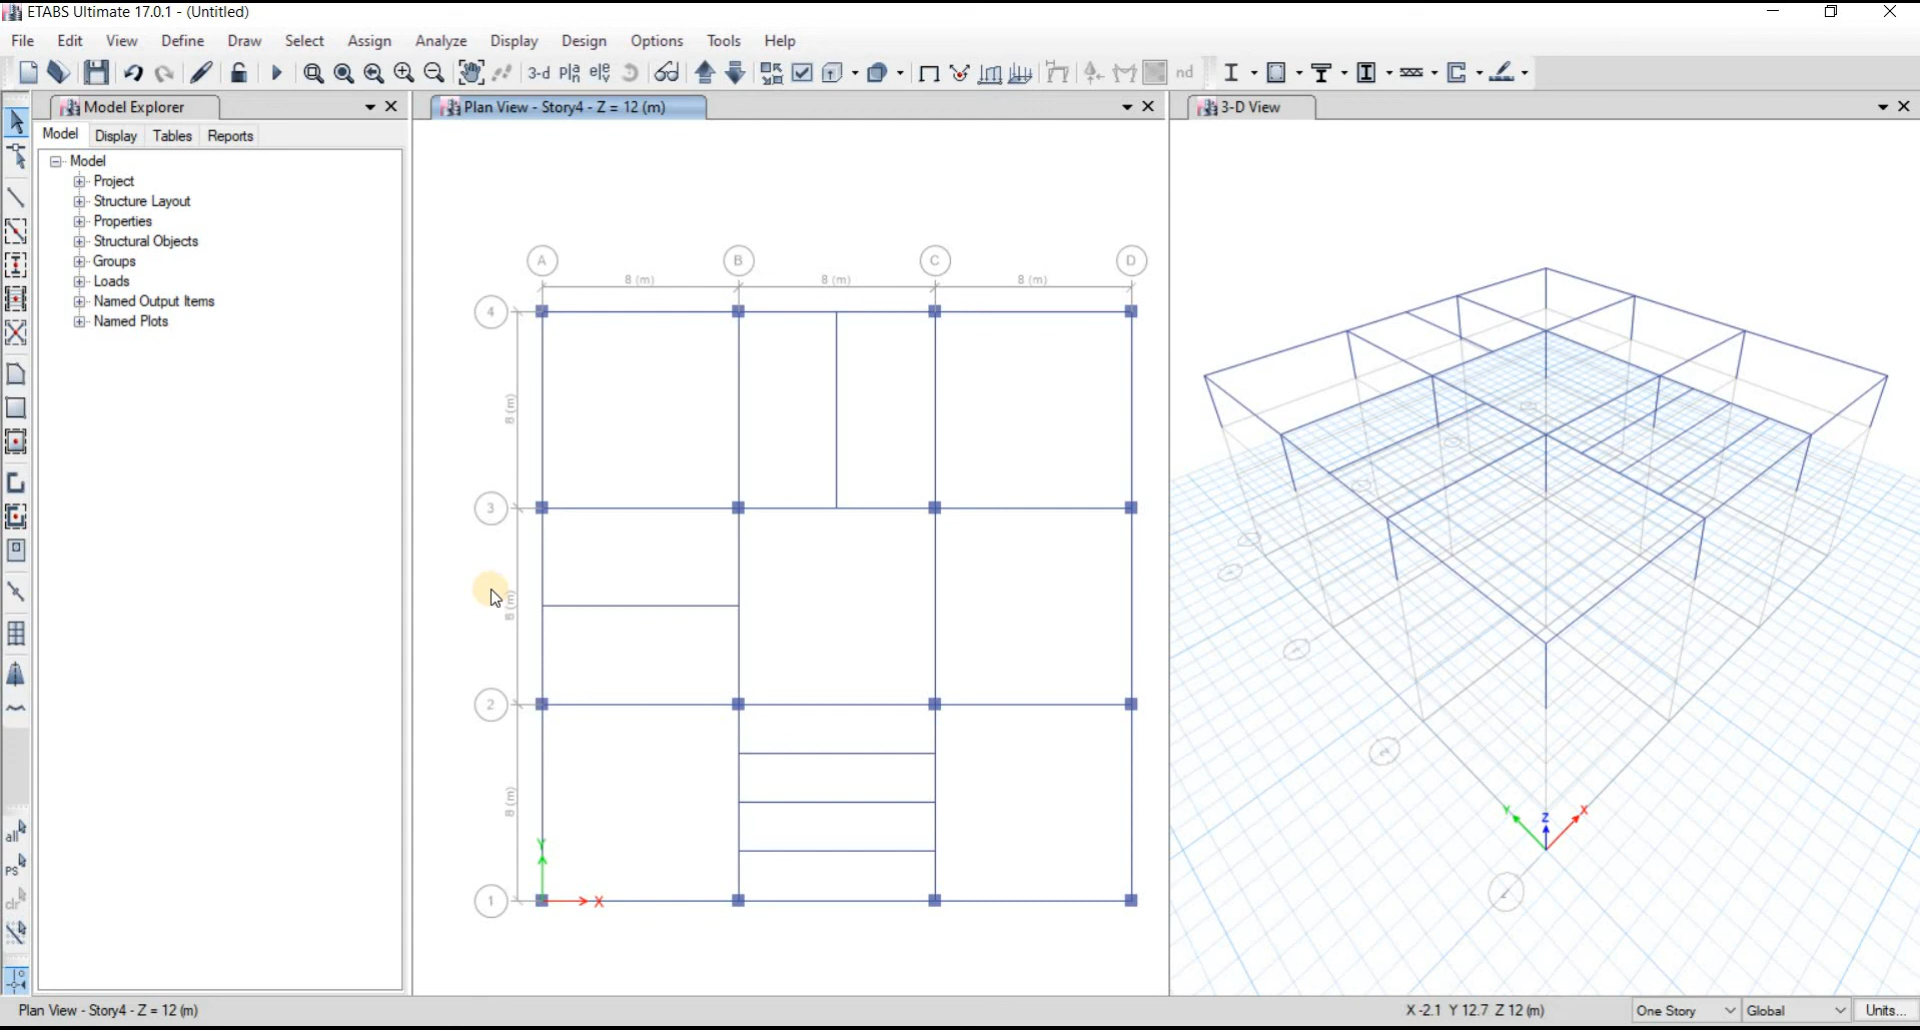 ETABS Ultimate 17.0.1 - (Untitled)
File Edit View Define Draw Select Assign Analyze Display Design Options Tools Help
3-d pla ele nd
Model Explorer
Plan View - Story4 - Z = 12 (m)
3-D View
Model Display Tables Reports
Model
Project
Structure Layout
Properties
Structural Objects
Groups
Loads
Named Output Items
Named Plots
A B C D
8 (m) 8 (m) 8 (m)
4
8 (m)
3
8 (m)
2
8 (m)
Y
1
X
Y Z X
all
PS
clr
Plan View - Story4 - Z = 12 (m)
X -2.1 Y 12.7 Z 12 (m)
One Story
Global
Units...